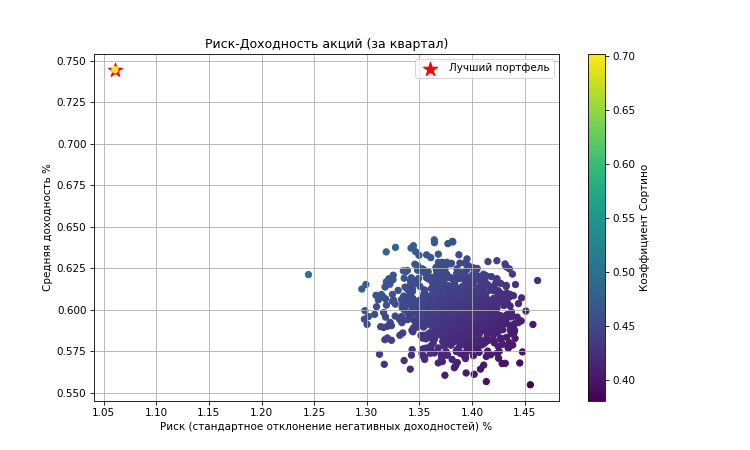 Риск-Доходность акций (за квартал)
Лучший портфель
0.750
0.725
0.700
0.675
0.650
0.625
0.600
0.575
0.550
Средняя доходность %
1.05 1.10 1.15 1.20 1.25 1.30 1.35 1.40 1.45
Риск (стандартное отклонение негативных доходностей) %
0.70
0.65
0.60
0.55
0.50
0.45
0.40
Коэффициент Сортино